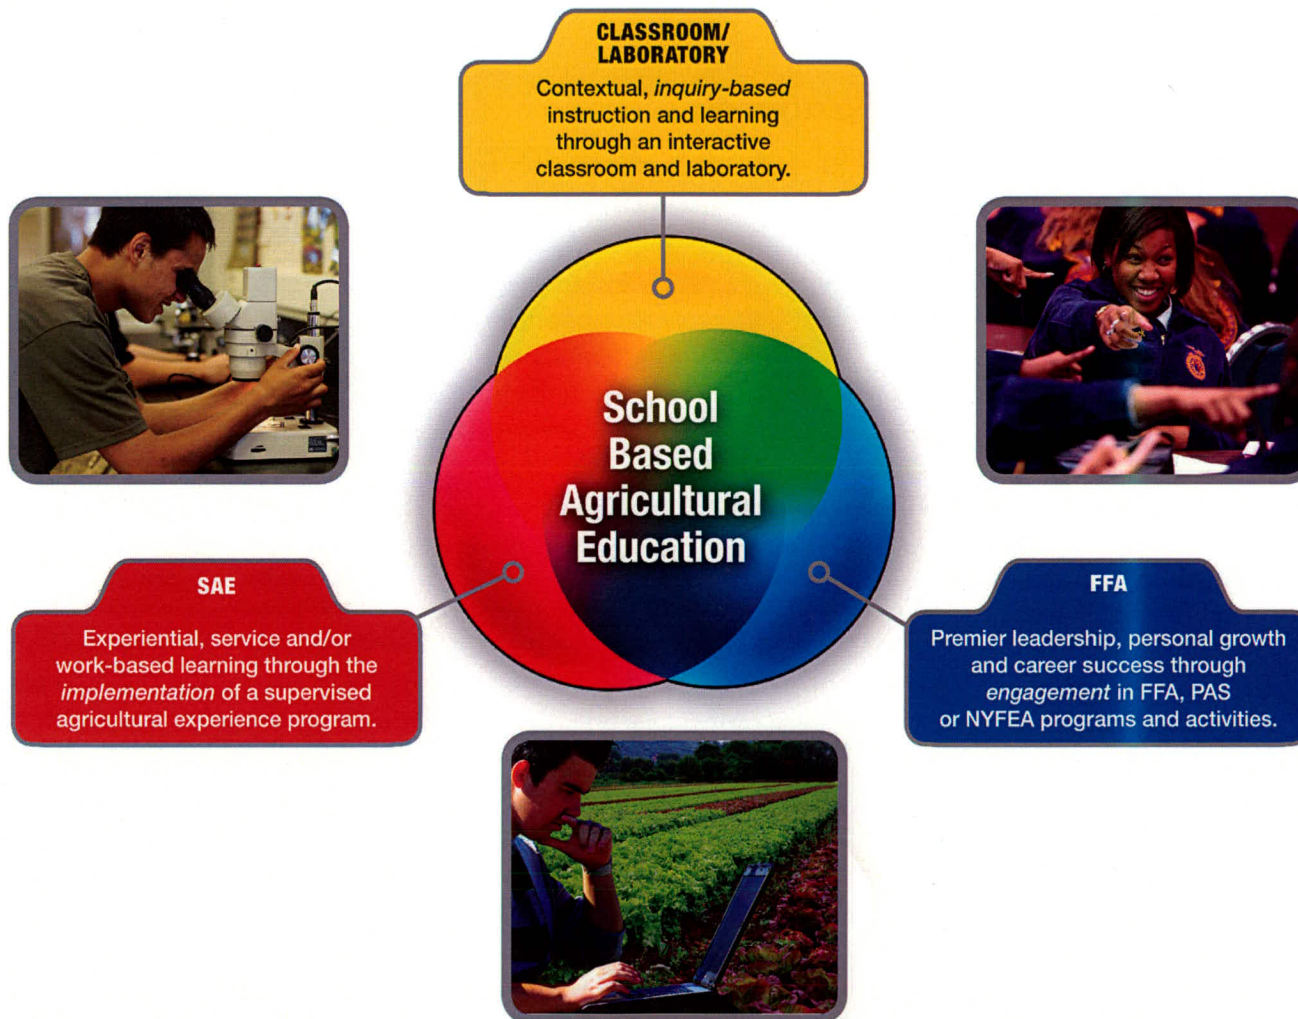 CLASSROOM/
LABORATORY
Contextual, inquiry-based
instruction and learning
through an interactive
classroom and laboratory.
School
Based
Agricultural
Education
SAE
Experiential, service and/or
work-based learning through the
implementation of a supervised
agricultural experience program.
FFA
Premier leadership, personal growth
and career success through
engagement in FFA, PAS
or NYFEA programs and activities.